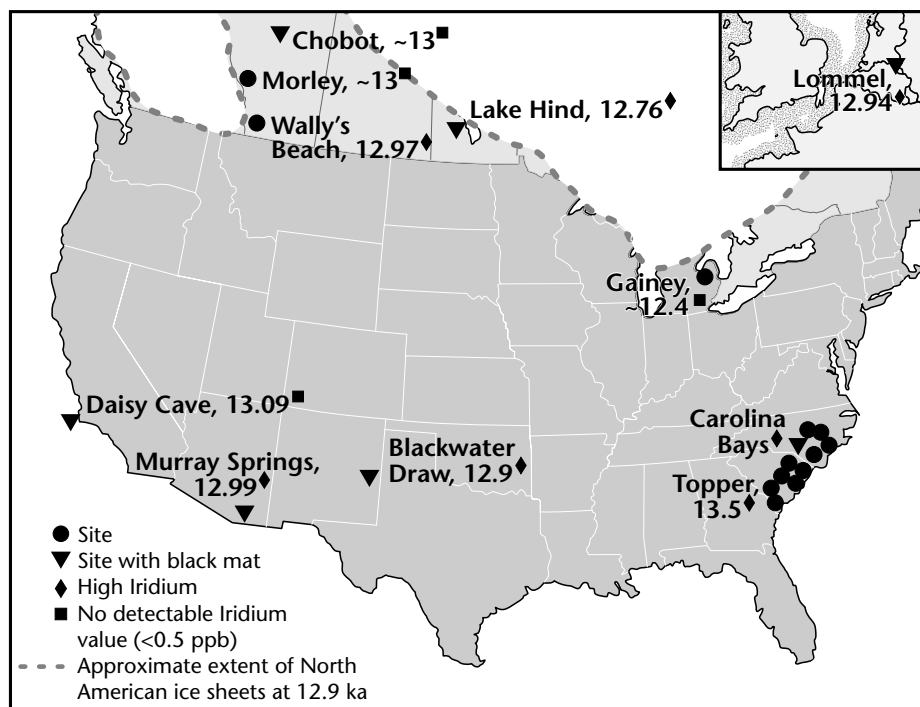 Chobot, ~13
Morley, ~13
Wally's
Beach, 12.97
Lake Hind, 12.76
Lommel,
12.94
Gainey,
~12.4
Daisy Cave, 13.09
Murray Springs,
12.99
Blackwater
Draw, 12.9
Carolina
Bays
Topper,
13.5
Site
Site with black mat
High Iridium
No detectable Iridium
value (<0.5 ppb)
Approximate extent of North
American ice sheets at 12.9 ka